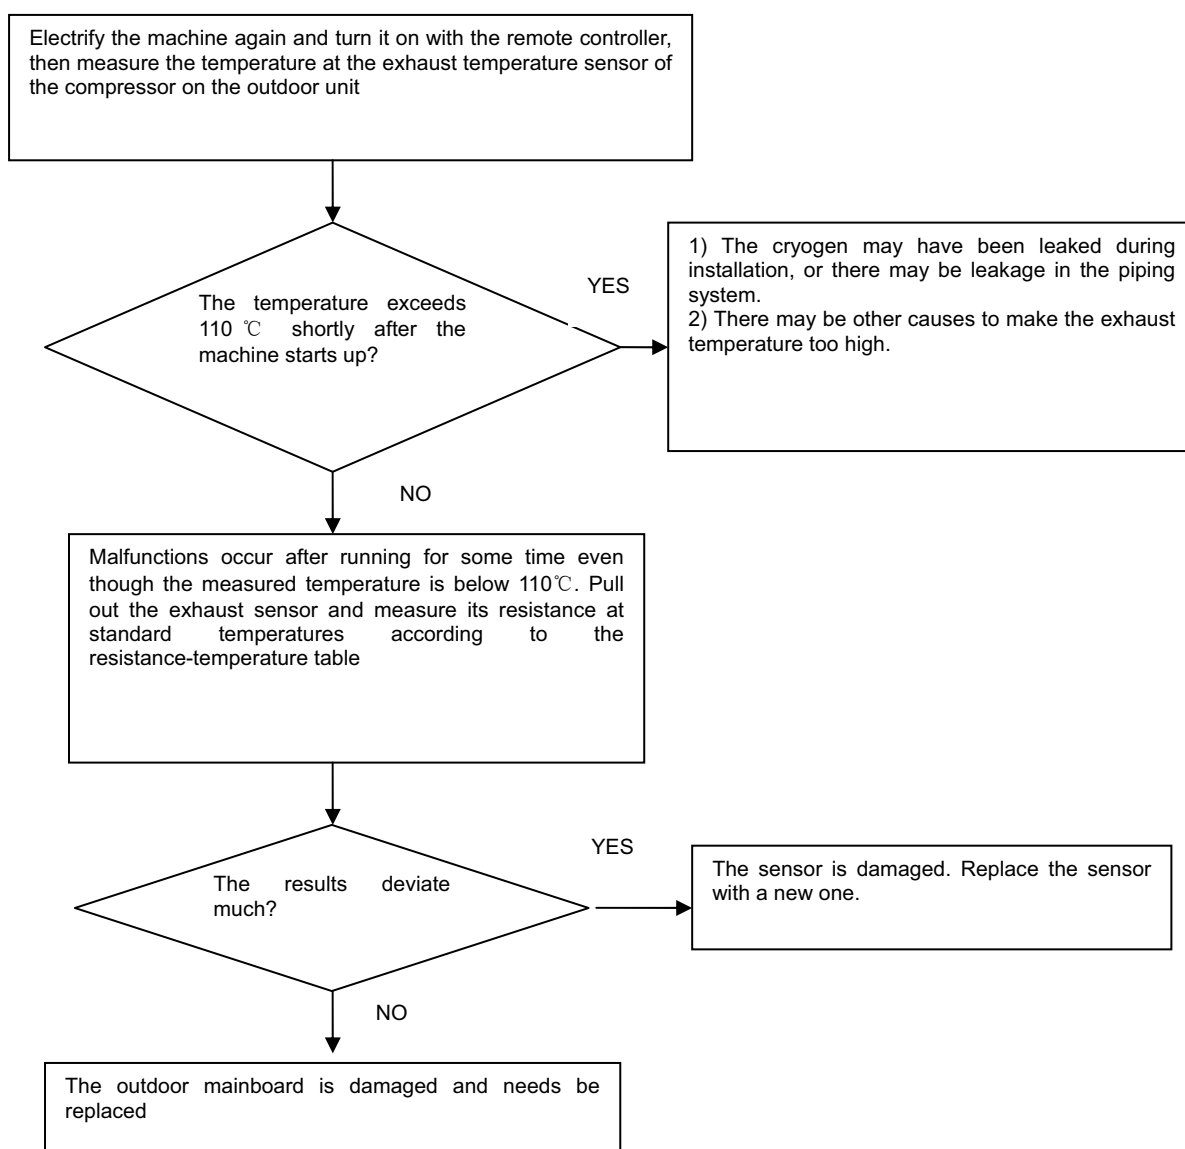 Electrify the machine again and turn it on with the remote controller,
then measure the temperature at the exhaust temperature sensor of
the compressor on the outdoor unit
The temperature exceeds
110 ℃ shortly after the
machine starts up?
YES
1) The cryogen may have been leaked during
installation, or there may be leakage in the piping
system.
2) There may be other causes to make the exhaust
temperature too high.
NO
Malfunctions occur after running for some time even
though the measured temperature is below 110℃. Pull
out the exhaust sensor and measure its resistance at
standard temperatures according to the
resistance-temperature table
The results deviate
much?
YES
The sensor is damaged. Replace the sensor
with a new one.
NO
The outdoor mainboard is damaged and needs be
replaced